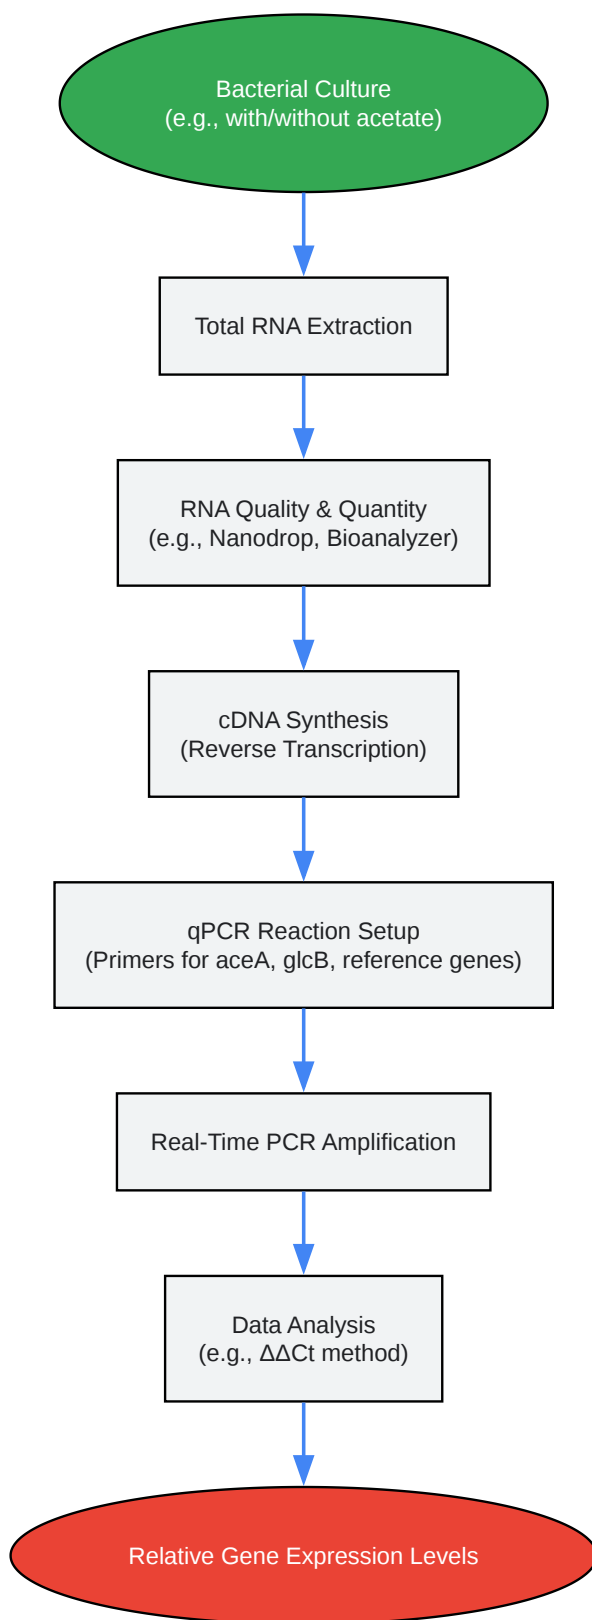 Bacterial Culture
(e.g., with/without acetate)
Total RNA Extraction
RNA Quality & Quantity
(e.g., Nanodrop, Bioanalyzer)
cDNA Synthesis
(Reverse Transcription)
qPCR Reaction Setup
(Primers for aceA, glcB, reference genes)
Real-Time PCR Amplification
Data Analysis
(e.g., ΔΔCt method)
Relative Gene Expression Levels